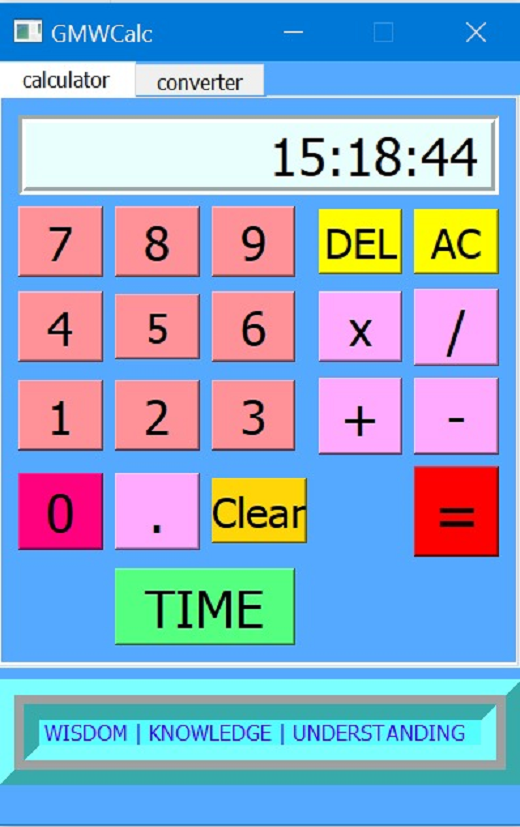 GMWCalc
calculator converter
15:18:44
7 8 9 DEL AC
4 5 6 x /
1 2 3 + -
0 . Clear =
TIME
WISDOM | KNOWLEDGE | UNDERSTANDING